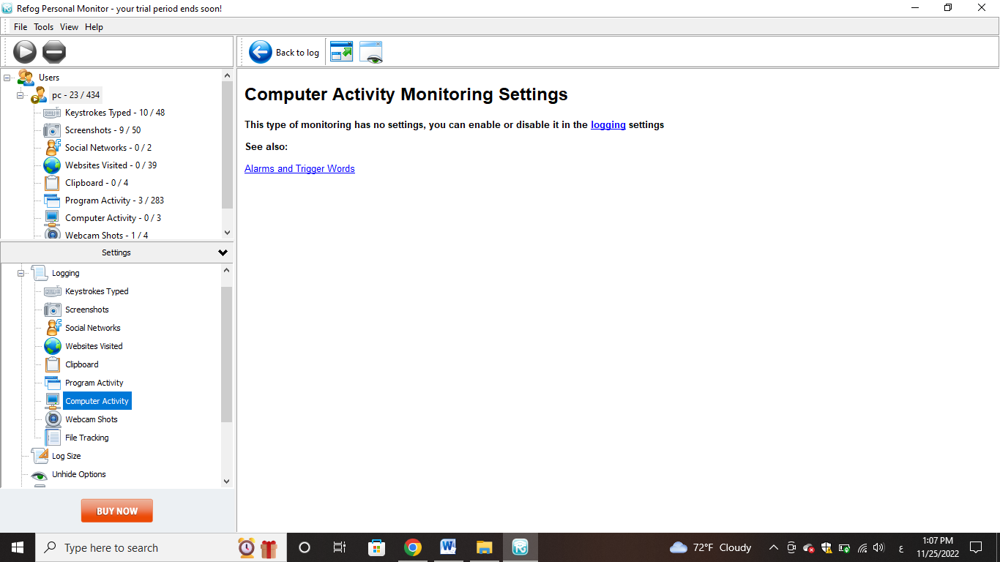 Refog Personal Monitor - your trial period ends soon!
File Tools View Help
Back to log
Users
pc - 23 / 434
Keystrokes Typed - 10 / 48
Screenshots - 9 / 50
Social Networks - 0 / 2
Websites Visited - 0 / 39
Clipboard - 0 / 4
Program Activity - 3 / 283
Computer Activity - 0 / 3
Webcam Shots - 1 / 4
Settings
Logging
Keystrokes Typed
Screenshots
Social Networks
Websites Visited
Clipboard
Program Activity
Computer Activity
Webcam Shots
File Tracking
Log Size
Unhide Options
BUY NOW
Computer Activity Monitoring Settings
This type of monitoring has no settings, you can enable or disable it in the logging settings
See also:
Alarms and Trigger Words
Type here to search
72°F Cloudy
ع
1:07 PM
11/25/2022